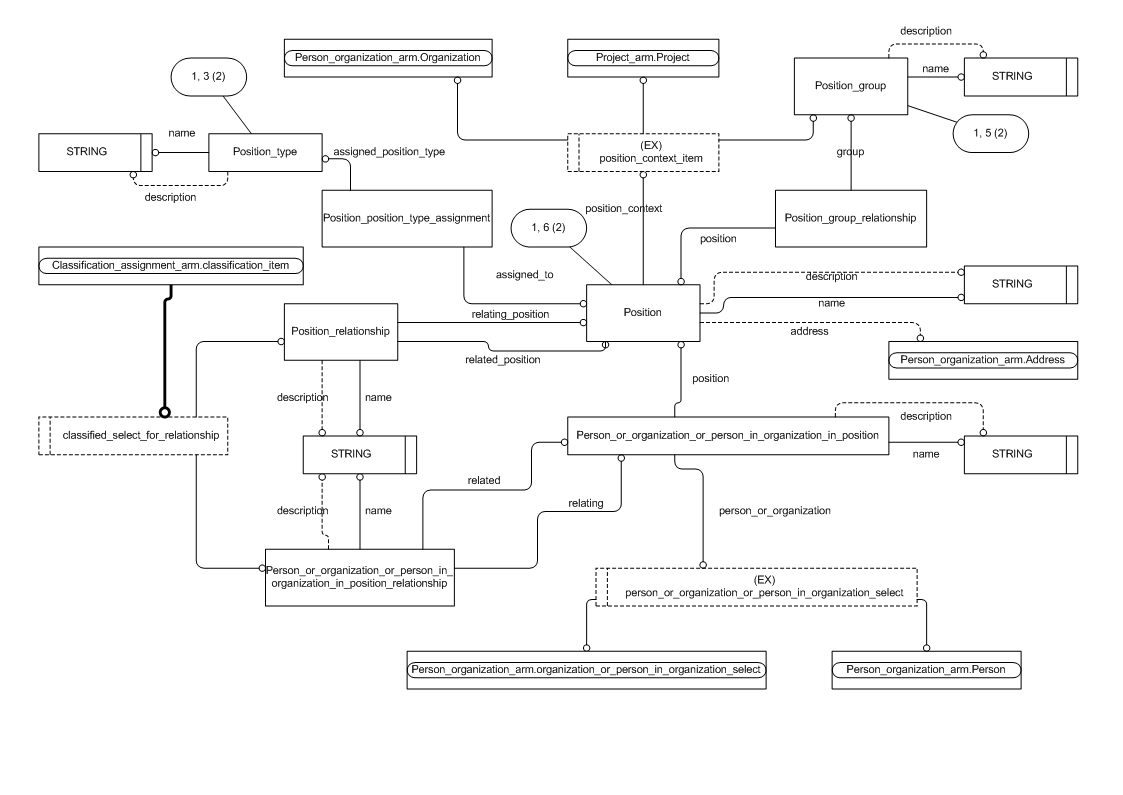 description
Person_organization_arm.Organization
Project_arm.Project
name
STRING
Position_group
1, 3 (2)
1, 5 (2)
name
STRING
Position_type
assigned_position_type
(EX)
position_context_item
group
description
Position_position_type_assignment
position_context
Position_group_relationship
1, 6 (2)
position
Classification_assignment_arm.classification_item
assigned_to
description
STRING
name
Position
relating_position
address
Position_relationship
related_position
Person_organization_arm.Address
position
description
name
description
classified_select_for_relationship
Person_or_organization_or_person_in_organization_in_position
name
STRING
STRING
related
relating
description
name
person_or_organization
Person_or_organization_or_person_in_
organization_in_position_relationship
(EX)
person_or_organization_or_person_in_organization_select
Person_organization_arm.organization_or_person_in_organization_select
Person_organization_arm.Person